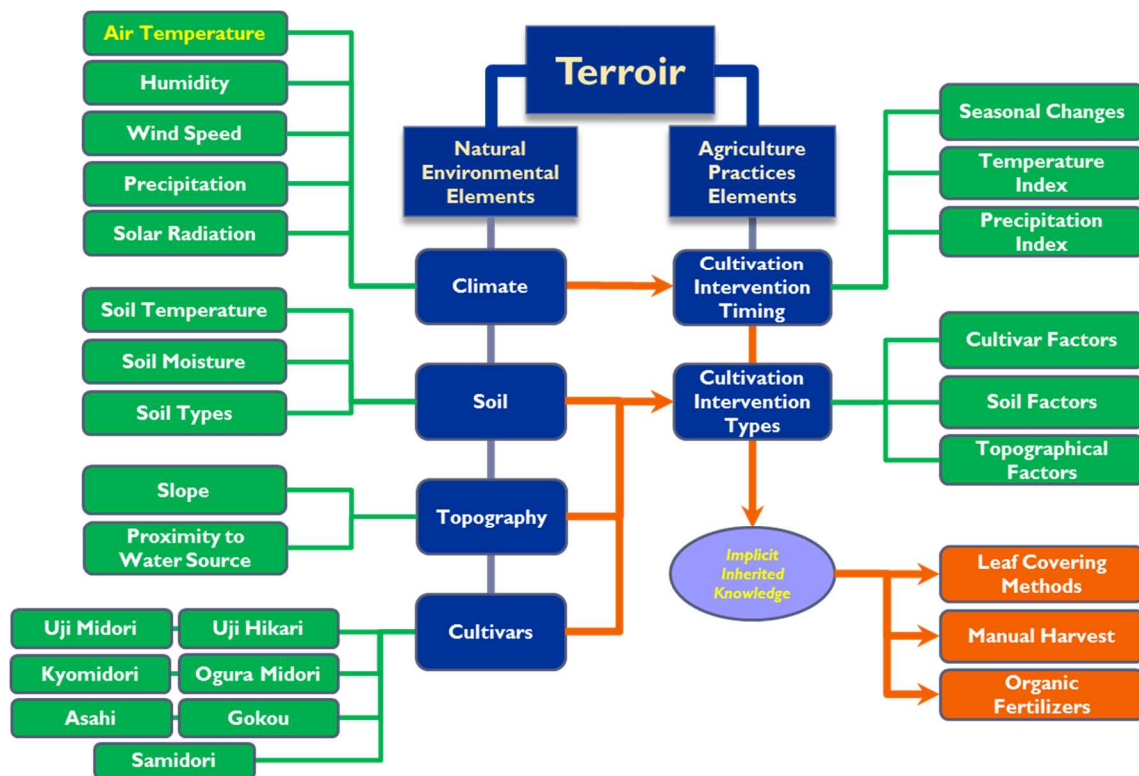 Terroir
Natural
Environmental
Elements
Agriculture
Practices
Elements
Air Temperature
Humidity
Wind Speed
Precipitation
Solar Radiation
Climate
Cultivation
Intervention
Timing
Seasonal Changes
Temperature
Index
Precipitation
Index
Soil Temperature
Soil Moisture
Soil Types
Soil
Cultivation
Intervention
Types
Cultivar Factors
Soil Factors
Topographical
Factors
Slope
Proximity to
Water Source
Topography
Implicit
Inherited
Knowledge
Leaf Covering
Methods
Manual Harvest
Organic
Fertilizers
Cultivars
Uji Midori
Uji Hikari
Kyomidori
Ogura Midori
Asahi
Gokou
Samidori